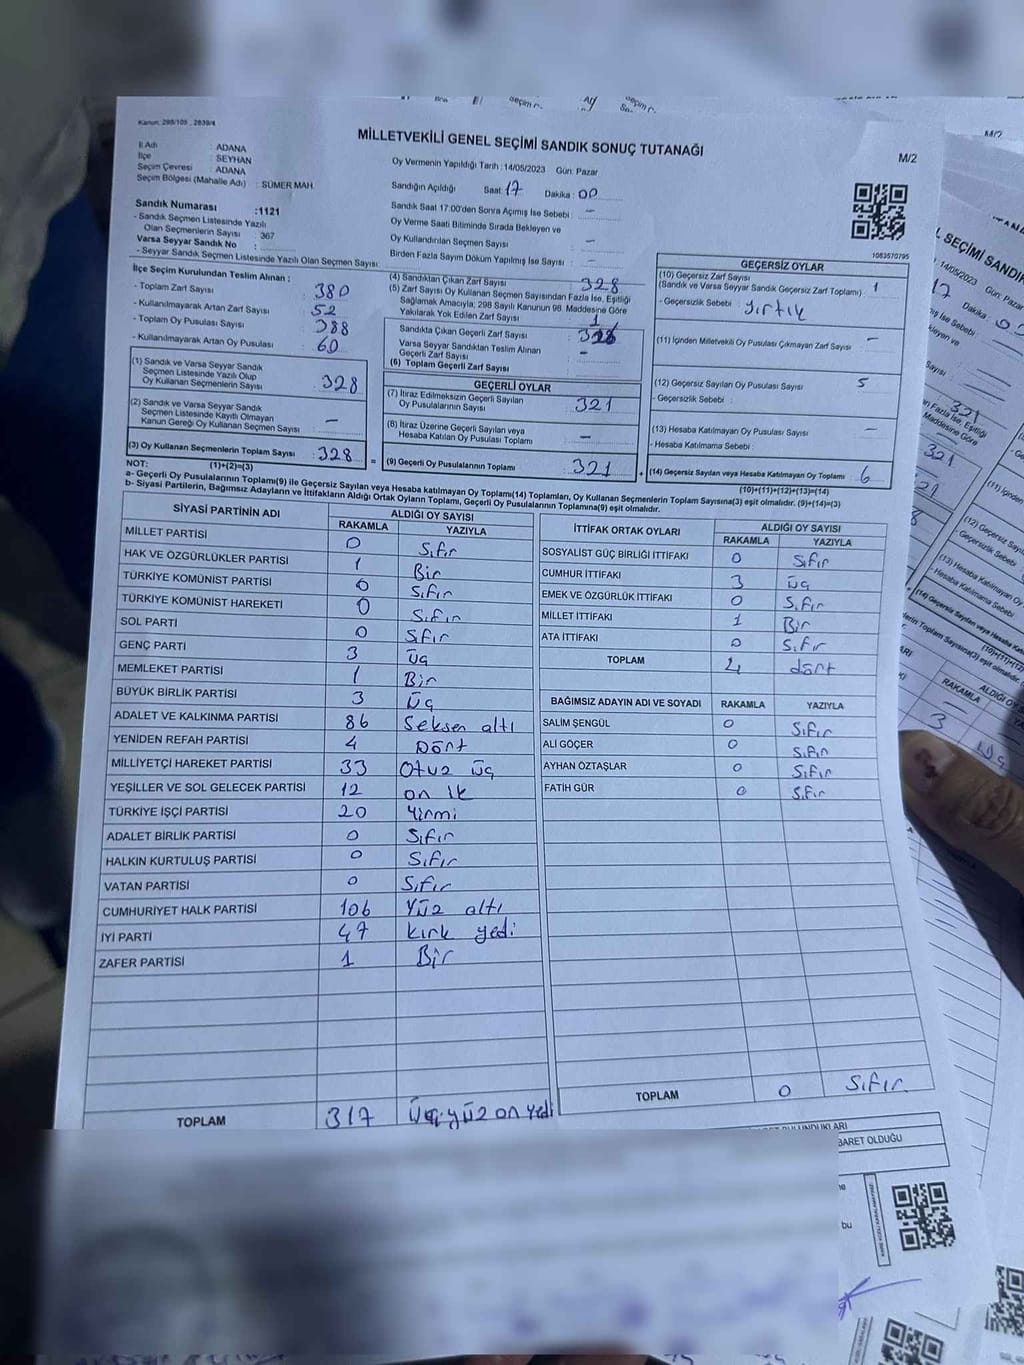 Kanun: 298/105 , 2839/4
MİLLETVEKİLİ GENEL SEÇİMİ SANDIK SONUÇ TUTANAĞI
M/2
İl Adı : ADANA
İlçe : SEYHAN
Seçim Çevresi : ADANA
Seçim Bölgesi (Mahalle Adı) : SÜMER MAH.
Oy Vermenin Yapıldığı Tarih : 14/05/2023 Gün: Pazar
Sandığın Açıldığı Saat: 17 Dakika : 00
Sandık Saat 17:00'den Sonra Açımış İse Sebebi : –
Oy Verme Saati Bitiminde Sırada Bekleyen ve
Oy Kullandırılan Seçmen Sayısı –
Birden Fazla Sayım Döküm Yapılmış İse Sayısı : –
1083570795
Sandık Numarası :1121
- Sandık Seçmen Listesinde Yazılı
Olan Seçmenlerin Sayısı : 367
Varsa Seyyar Sandık No :
- Seyyar Sandık Seçmen Listesinde Yazılı Olan Seçmen Sayısı:
İlçe Seçim Kurulundan Teslim Alınan ;
- Toplam Zarf Sayısı : 380
- Kullanılmayarak Artan Zarf Sayısı : 52
- Toplam Oy Pusulası Sayısı : 388
- Kullanılmayarak Artan Oy Pusulası : 60
(1) Sandık ve Varsa Seyyar Sandık
Seçmen Listesinde Yazılı Olup
Oy Kullanan Seçmenlerin Sayısı : 328
(2) Sandık ve Varsa Seyyar Sandık
Seçmen Listesinde Kayıtlı Olmayan
Kanun Gereği Oy Kullanan Seçmen Sayısı : –
(3) Oy Kullanan Seçmenlerin Toplam Sayısı : 328
(1)+(2)=(3)
(4) Sandıktan Çıkan Zarf Sayısı : 328
(5) Zarf Sayısı Oy Kullanan Seçmen Sayısından Fazla İse, Eşitliği
Sağlamak Amacıyla; 298 Sayılı Kanunun 98. Maddesine Göre
Yakılarak Yok Edilen Zarf Sayısı : 1
Sandıkta Çıkan Geçerli Zarf Sayısı :
Varsa Seyyar Sandıktan Teslim Alınan
Geçerli Zarf Sayısı : –
(6) Toplam Geçerli Zarf Sayısı :
GEÇERLİ OYLAR
(7) İtiraz Edilmeksizin Geçerli Sayılan
Oy Pusulalarının Sayısı : 321
(8) İtiraz Üzerine Geçerli Sayılan veya
Hesaba Katılan Oy Pusulası Toplamı : –
= (9) Geçerli Oy Pusulalarının Toplamı : 321 +
GEÇERSİZ OYLAR
(10) Geçersiz Zarf Sayısı
(Sandık ve Varsa Seyyar Sandık Geçersiz Zarf Toplamı) : 1
- Geçersizlik Sebebi : yırtık
(11) İçinden Milletvekili Oy Pusulası Çıkmayan Zarf Sayısı : –
(12) Geçersiz Sayılan Oy Pusulası Sayısı : 5
- Geçersizlik Sebebi :
(13) Hesaba Katılmayan Oy Pusulası Sayısı : –
- Hesaba Katılmama Sebebi :
(14) Geçersiz Sayılan veya Hesaba Katılmayan Oy Toplamı : 6
(10)+(11)+(12)+(13)=(14)
NOT:
a- Geçerli Oy Pusulalarının Toplamı(9) ile Geçersiz Sayılan veya Hesaba katılmayan Oy Toplamı(14) Toplamları, Oy Kullanan Seçmenlerin Toplam Sayısına(3) eşit olmalıdır. (9)+(14)=(3)
b- Siyasi Partilerin, Bağımsız Adayların ve İttifakların Aldığı Ortak Oyların Toplamı, Geçerli Oy Pusulalarının Toplamına(9) eşit olmalıdır.
SİYASİ PARTİNİN ADI ALDIĞI OY SAYISI
RAKAMLA YAZIYLA
MİLLET PARTİSİ 0 Sıfır
HAK VE ÖZGÜRLÜKLER PARTİSİ 1 Bir
TÜRKİYE KOMÜNİST PARTİSİ 0 Sıfır
TÜRKİYE KOMÜNİST HAREKETİ 0 Sıfır
SOL PARTİ 0 Sıfır
GENÇ PARTİ 3 Üç
MEMLEKET PARTİSİ 1 Bir
BÜYÜK BİRLİK PARTİSİ 3 Üç
ADALET VE KALKINMA PARTİSİ 86 Seksen altı
YENİDEN REFAH PARTİSİ 4 Dört
MİLLİYETÇİ HAREKET PARTİSİ 33 Otuz Üç
YEŞİLLER VE SOL GELECEK PARTİSİ 12 on ik
TÜRKİYE İŞÇİ PARTİSİ 20 Yirmi
ADALET BİRLİK PARTİSİ 0 Sıfır
HALKIN KURTULUŞ PARTİSİ 0 Sıfır
VATAN PARTİSİ 0 Sıfır
CUMHURİYET HALK PARTİSİ 106 Yüz altı
İYİ PARTİ 47 kırk yedi
ZAFER PARTİSİ 1 Bir
TOPLAM 317 Üçyüz on yedi
İTTİFAK ORTAK OYLARI ALDIĞI OY SAYISI
RAKAMLA YAZIYLA
SOSYALİST GÜÇ BİRLİĞİ İTTİFAKI 0 Sıfır
CUMHUR İTTİFAKI 3 Üç
EMEK VE ÖZGÜRLÜK İTTİFAKI 0 Sıfır
MİLLET İTTİFAKI 1 Bir
ATA İTTİFAKI 0 Sıfır
TOPLAM 4 dört
BAĞIMSIZ ADAYIN ADI VE SOYADI RAKAMLA YAZIYLA
SALİM ŞENGÜL 0 Sıfır
ALİ GÖÇER 0 Sıfır
AYHAN ÖZTAŞLAR 0 Sıfır
FATİH GÜR 0 Sıfır
TOPLAM 0 Sıfır
BARET OLDUĞU
bu